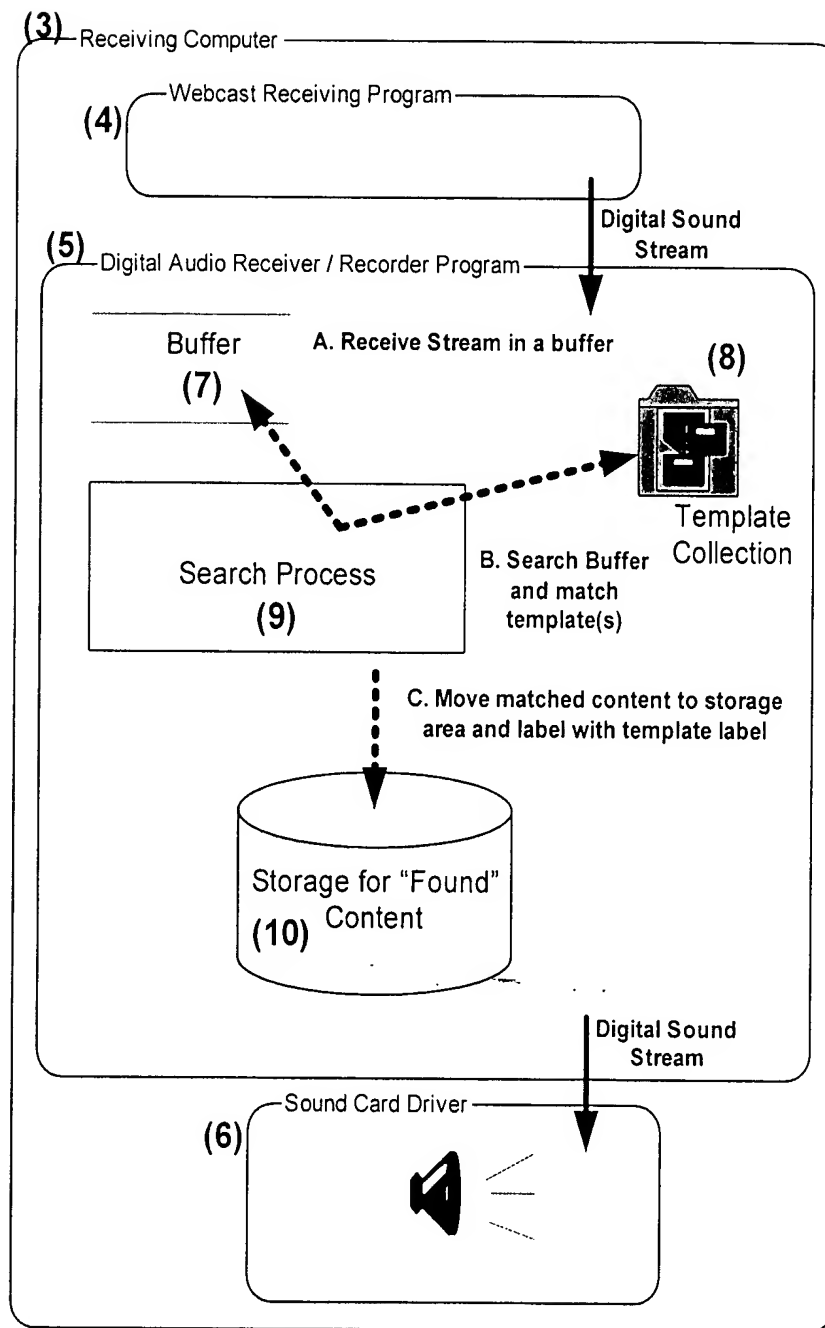 (3)
Receiving Computer
Webcast Receiving Program
(4)
Digital Sound
Stream
(5)
Digital Audio Receiver / Recorder Program
Buffer
(7)
A. Receive Stream in a buffer
(8)
Template
Collection
Search Process
(9)
B. Search Buffer
and match
template(s)
C. Move matched content to storage
area and label with template label
Storage for “Found”
Content
(10)
Digital Sound
Stream
Sound Card Driver
(6)